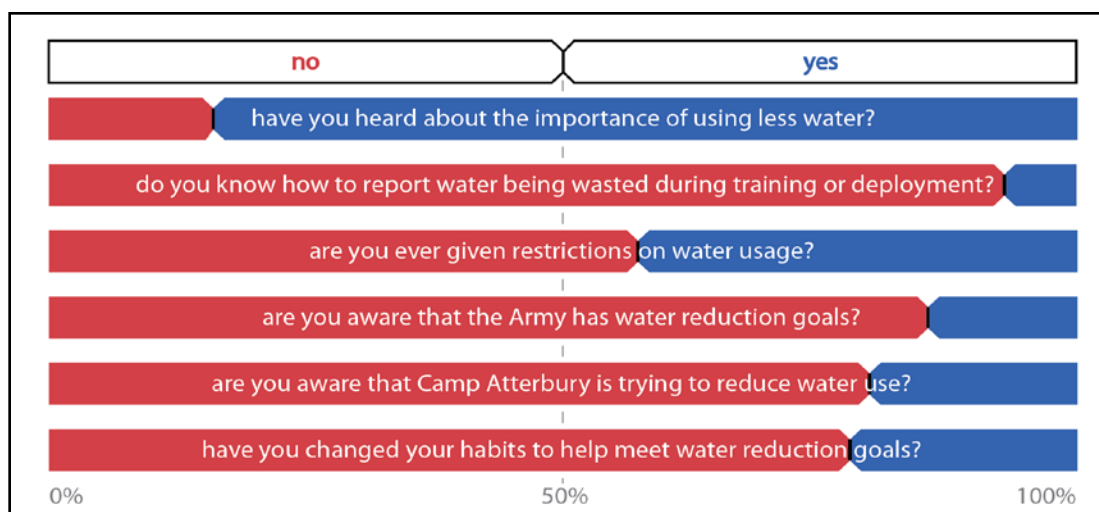 no yes
have you heard about the importance of using less water?
do you know how to report water being wasted during training or deployment?
are you ever given restrictions on water usage?
are you aware that the Army has water reduction goals?
are you aware that Camp Atterbury is trying to reduce water use?
have you changed your habits to help meet water reduction goals?
0% 50% 100%